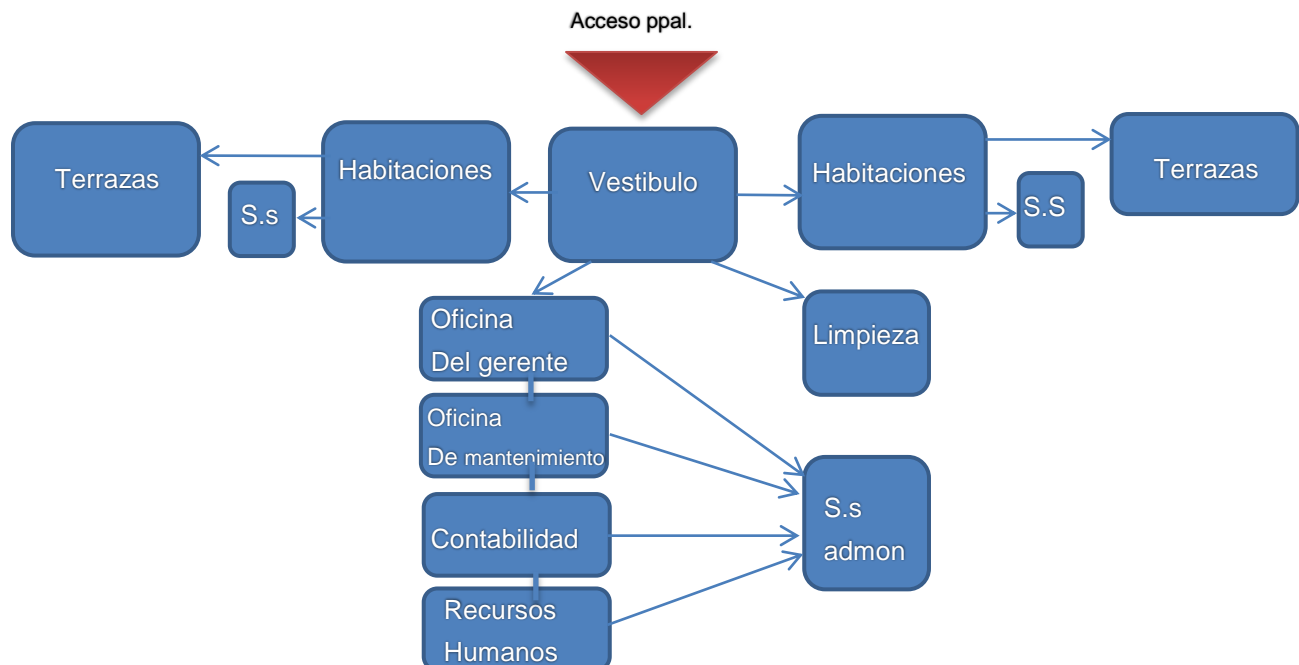 Acceso ppal.
Terrazas
S.s
Habitaciones
Vestibulo
Habitaciones
S.S
Terrazas
Oficina
Del gerente
Limpieza
Oficina
De mantenimiento
Contabilidad
S.s
admon
Recursos
Humanos